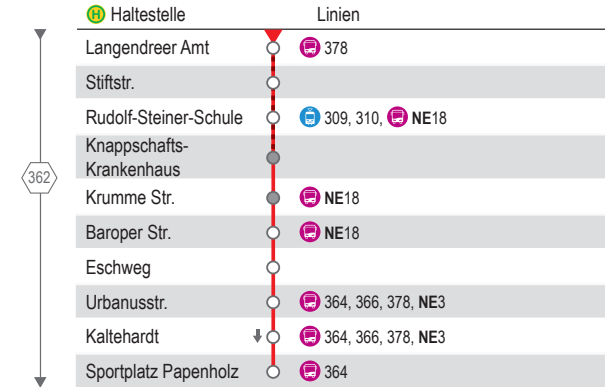 H Haltestelle Linien
Langendreer Amt 378
Stiftstr.
Rudolf-Steiner-Schule 309, 310, NE18
Knappschafts-
Krankenhaus
362
Krumme Str. NE18
Baroper Str. NE18
Eschweg
Urbanusstr. 364, 366, 378, NE3
Kaltehardt 364, 366, 378, NE3
Sportplatz Papenholz 364